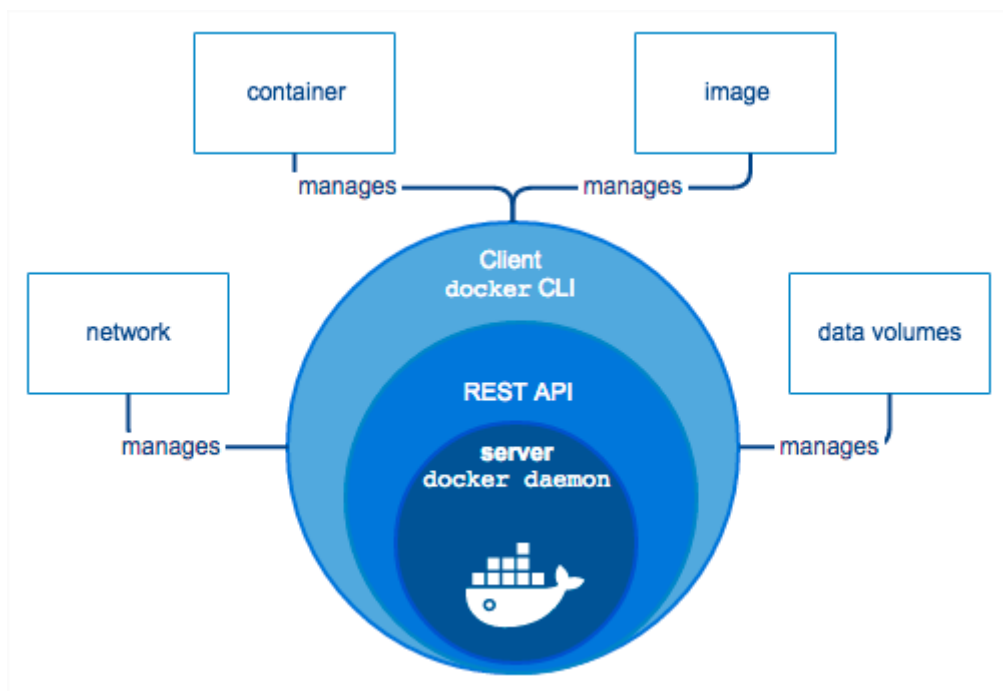 container
image
manages
manages
Client
docker CLI
network
data volumes
REST API
manages
manages
server
docker daemon